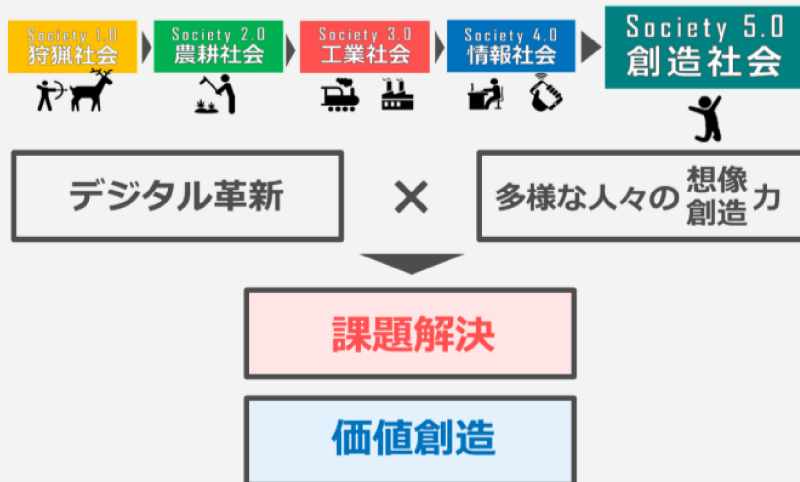 Society 1.0
狩猟社会
Society 2.0
農耕社会
Society 3.0
工業社会
Society 4.0
情報社会
Society 5.0
創造社会
デジタル革新
×
多様な人々の想像力
創造
課題解決
価値創造